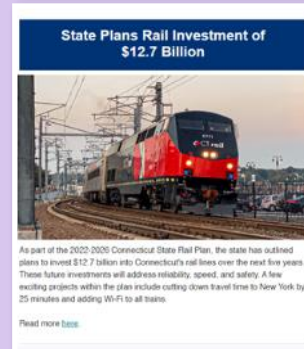 State Plans Rail Investment of
$12.7 Billion
CTrail
As part of the 2022-2026 Connecticut State Rail Plan, the state has outlined
plans to invest $12.7 billion into Connecticut's rail lines over the next five years.
These future investments will address reliability, speed, and safety. A few
exciting projects within the plan include cutting down travel time to New York by
25 minutes and adding Wi-Fi to all trains.
Read more here.